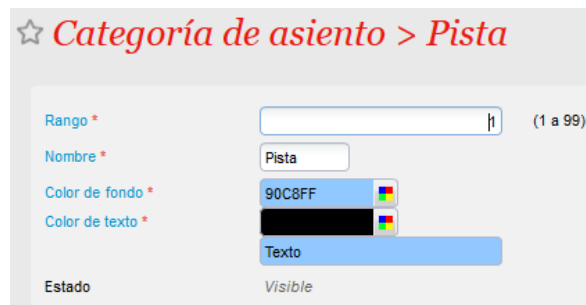 Categoría de asiento > Pista
Rango * 1 (1 a 99)
Nombre * Pista
Color de fondo * 90C8FF
Color de texto *
Texto
Estado Visible